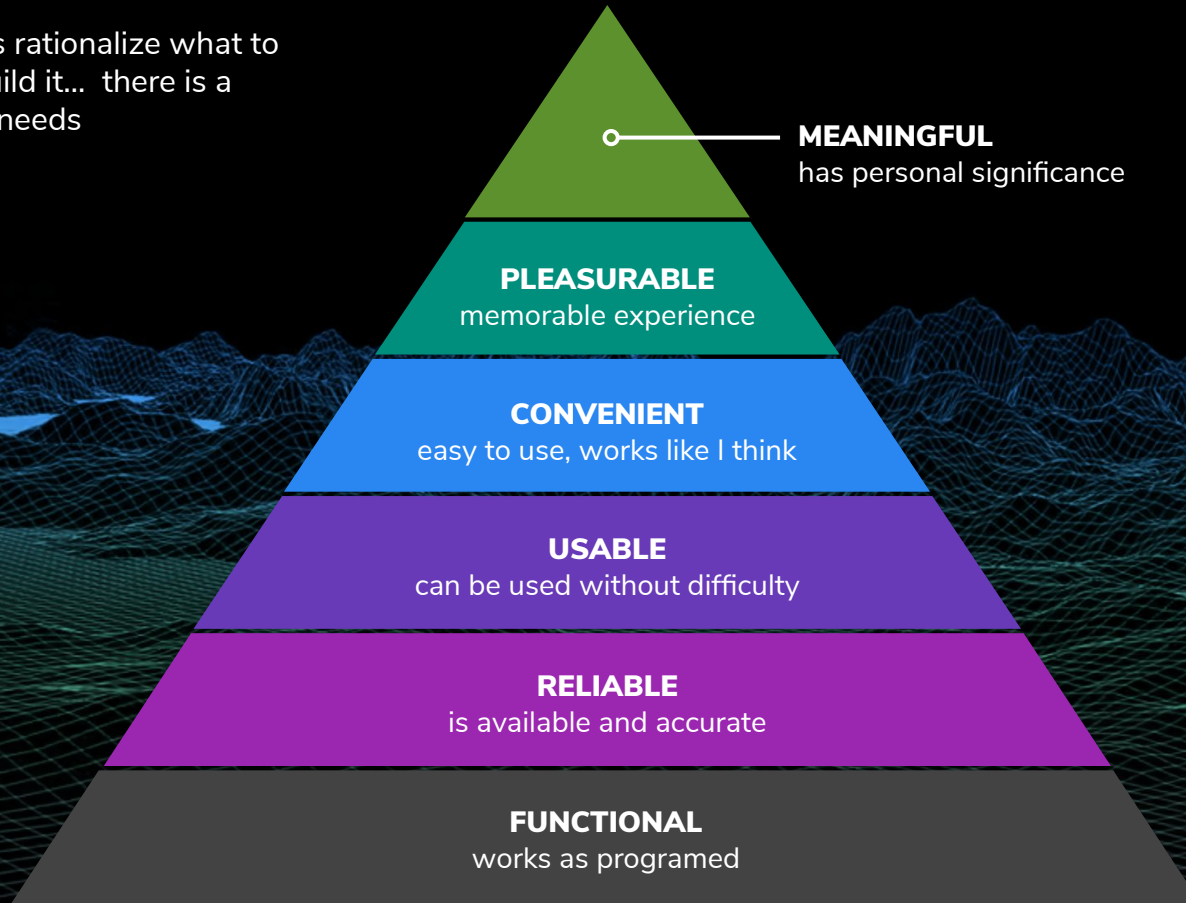 s rationalize what to
ild it... there is a
needs
MEANINGFUL
has personal significance
PLEASURABLE
memorable experience
CONVENIENT
easy to use, works like I think
USABLE
can be used without difficulty
RELIABLE
is available and accurate
FUNCTIONAL
works as programed